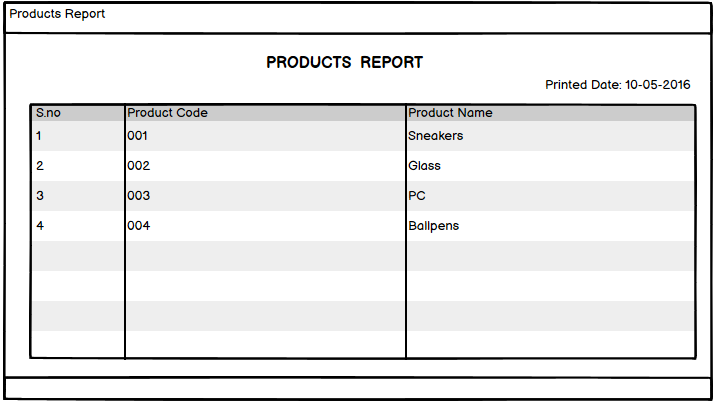 Products Report
PRODUCTS REPORT
Printed Date: 10-05-2016
S.no Product Code Product Name
1 001 Sneakers
2 002 Glass
3 003 PC
4 004 Ballpens